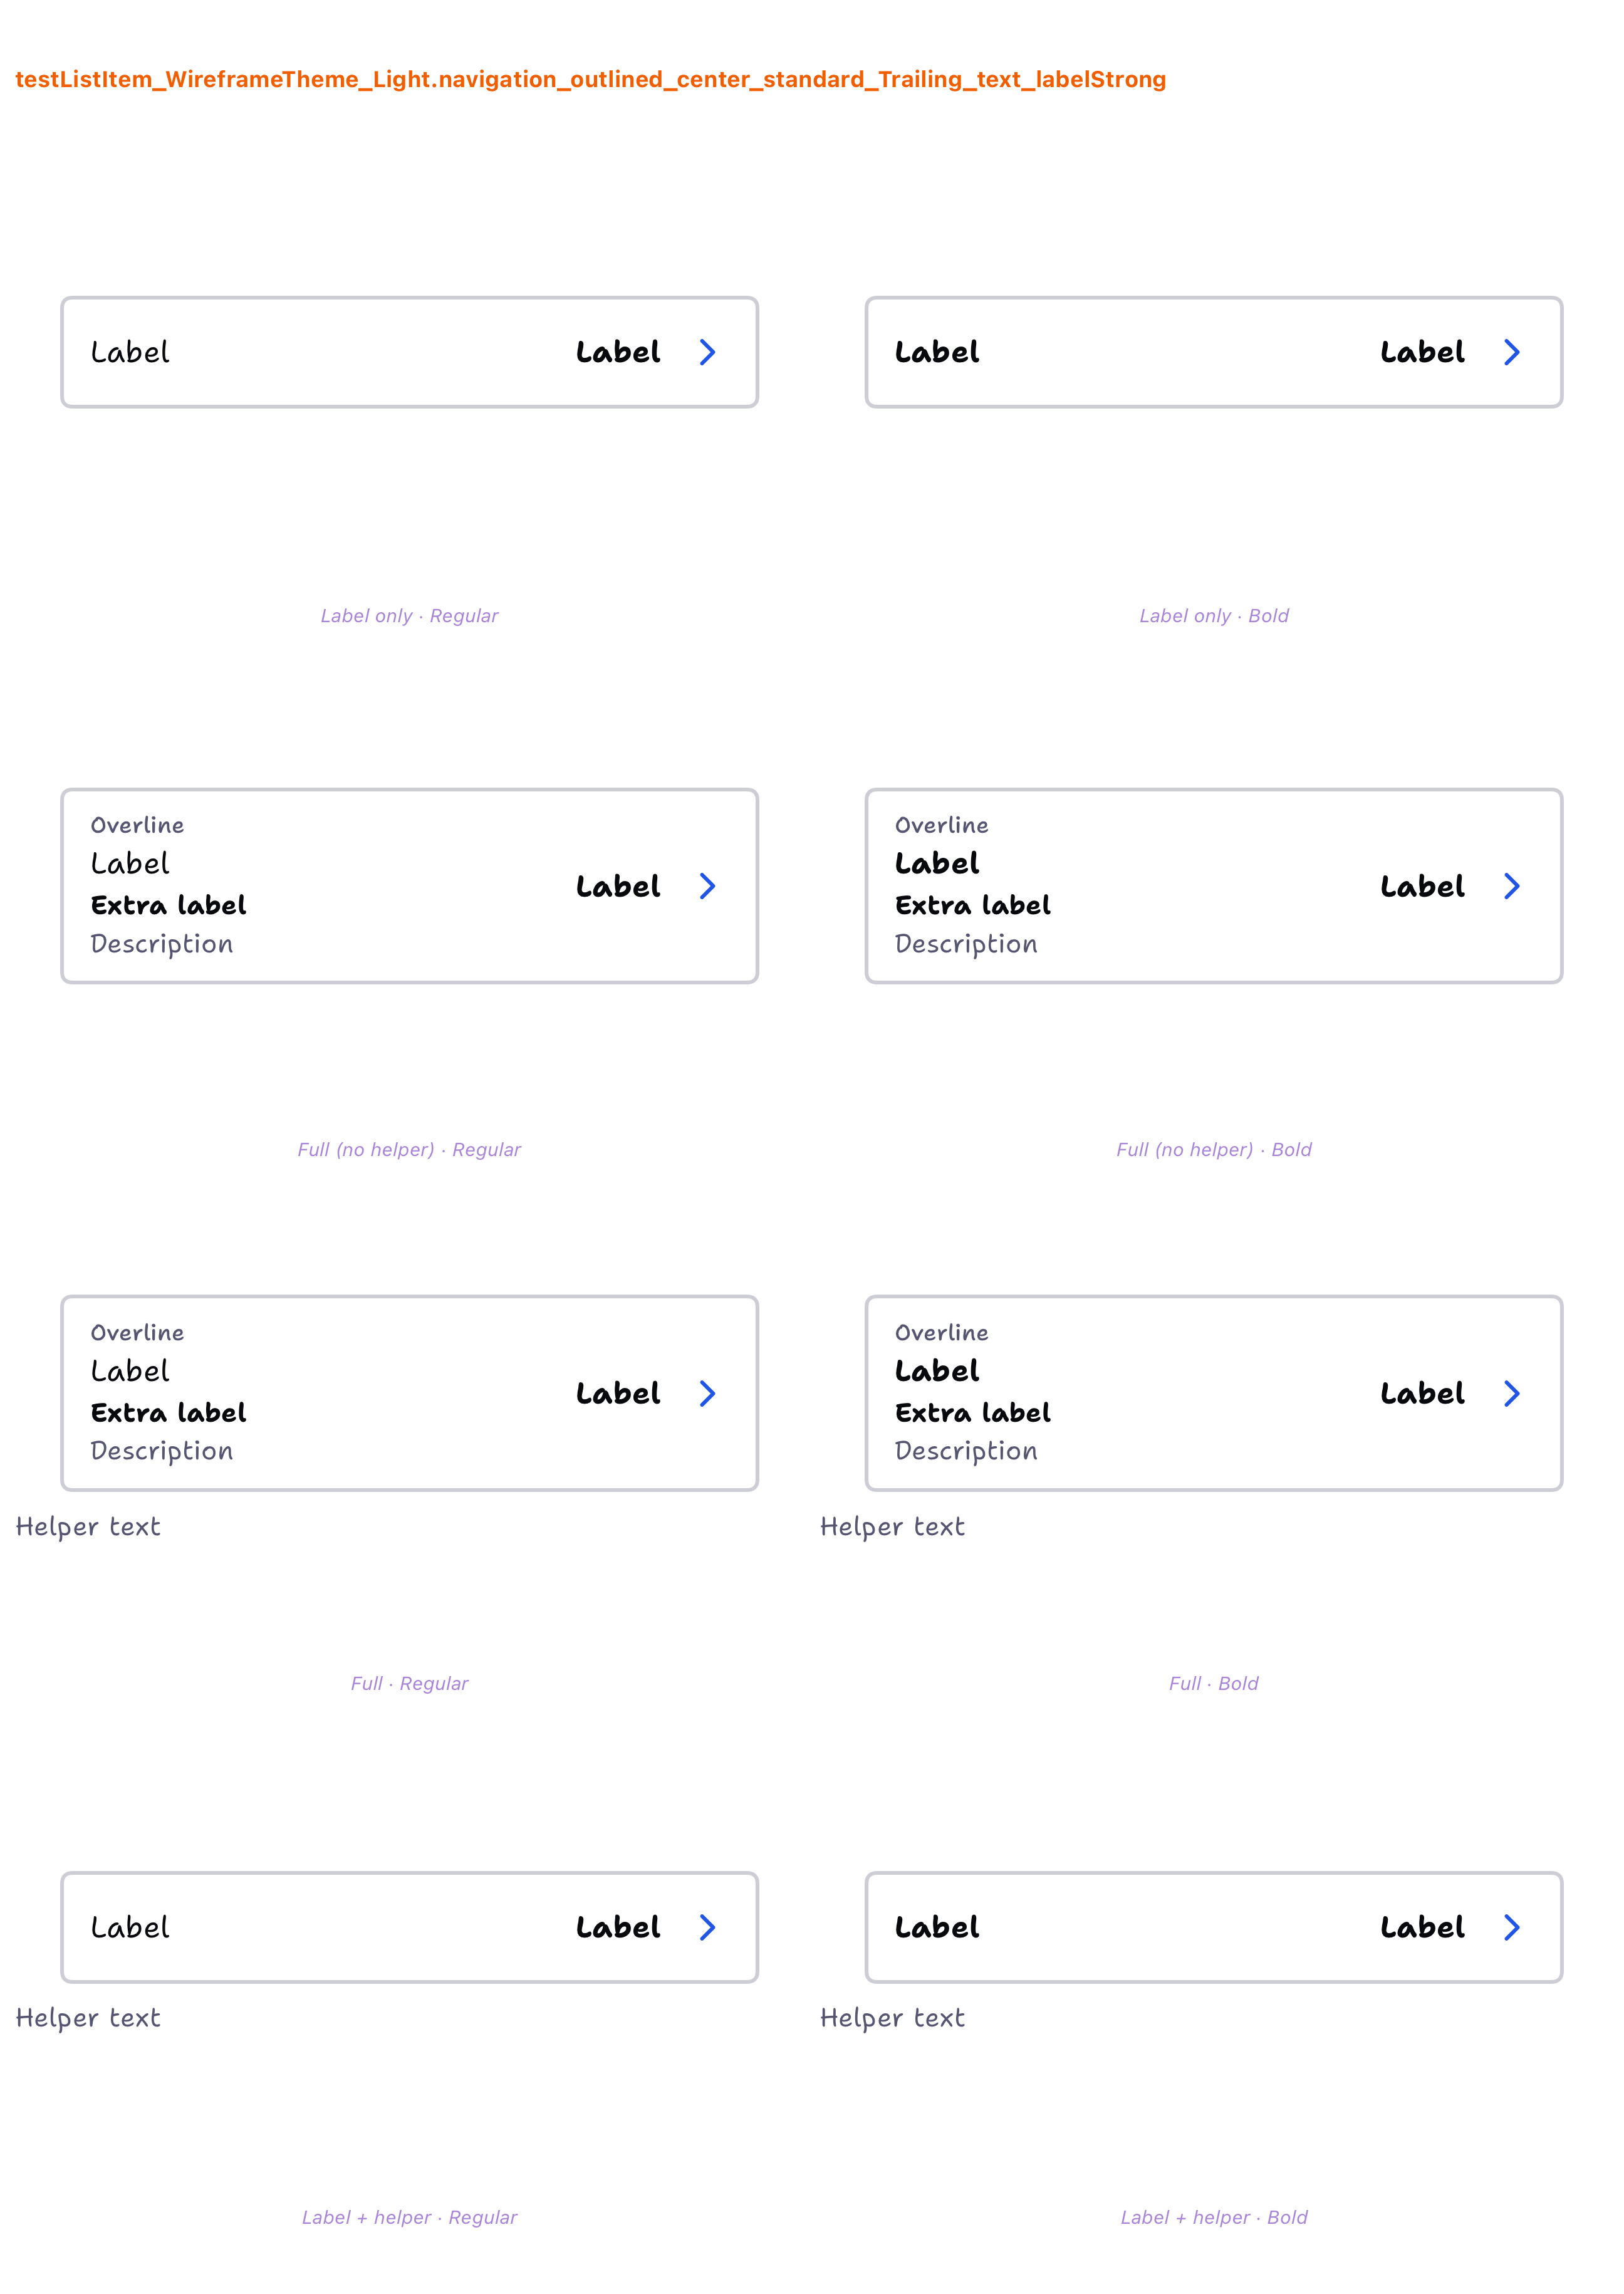 testListItem_WireframeTheme_Light.navigation_outlined_center_standard_Trailing_text_labelStrong
Label Label
Label Label
Label only · Regular
Label only · Bold
Overline
Label
Extra label
Description
Label
Overline
Label
Extra label
Description
Label
Full (no helper) · Regular
Full (no helper) · Bold
Overline
Label
Extra label
Description
Label
Helper text
Overline
Label
Extra label
Description
Label
Helper text
Full · Regular
Full · Bold
Label Label
Helper text
Label Label
Helper text
Label + helper · Regular
Label + helper · Bold